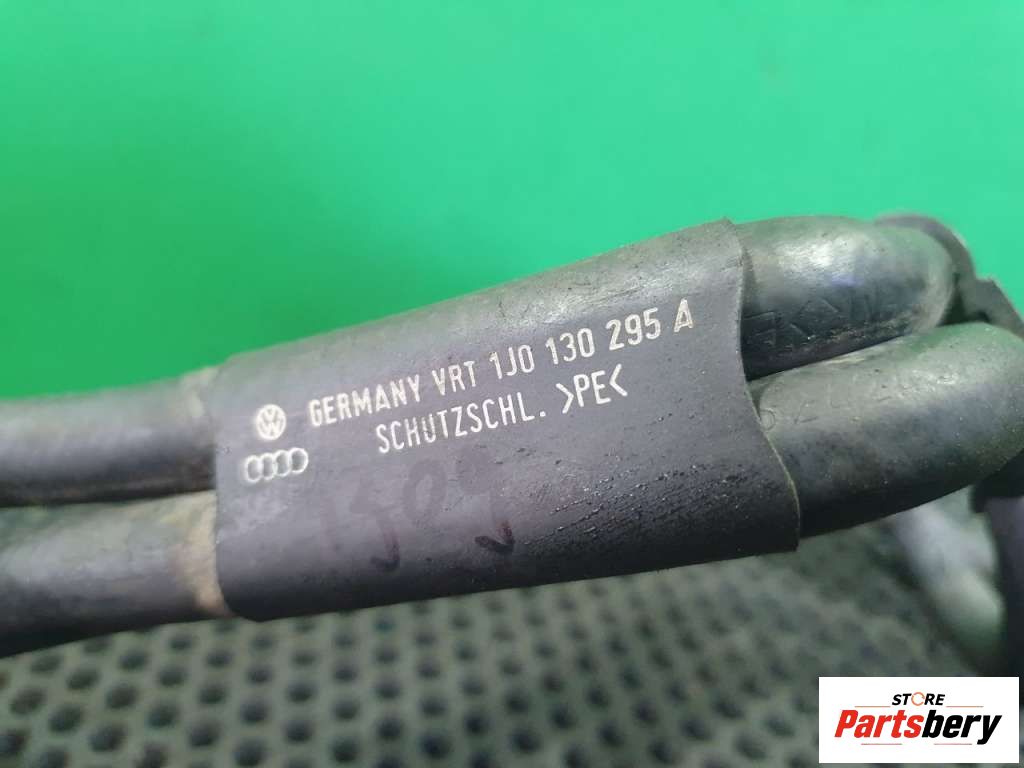 GERMANY VRT 1J0 130 295 A
SCHUTZSCHL. >PE<
STORE
Partsbery